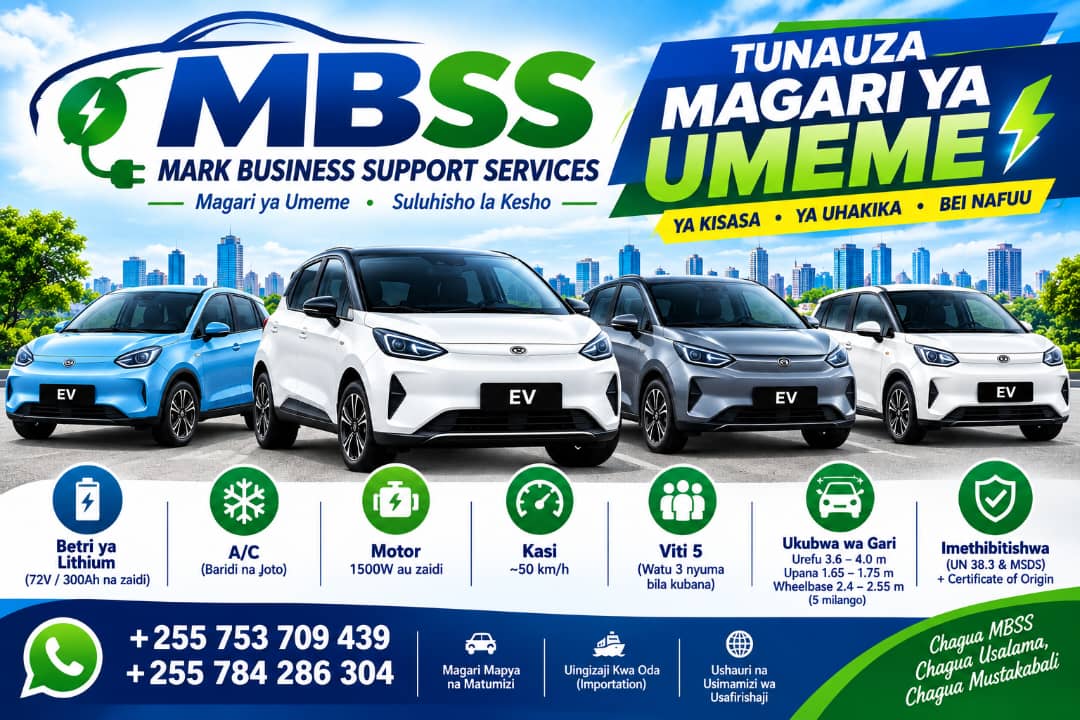 MBSS
MARK BUSINESS SUPPORT SERVICES
Magari ya Umeme • Suluhisho la Kesho
TUNAUZA
MAGARI YA
UMEME
YA KISASA • YA UHAKIKA • BEI NAFUU
EV
EV
EV
EV
Betri ya
Lithium
(72V / 300Ah na zaidi)
A/C
(Baridi na Joto)
Motor
1500W au zaidi
Kasi
~50 km/h
Viti 5
(Watu 3 nyuma
bila kubana)
Ukubwa wa Gari
Urefu 3.6 – 4.0 m
Upana 1.65 – 1.75 m
Wheelbase 2.4 – 2.55 m
(5 milango)
Imethibitishwa
(UN 38.3 & MSDS)
+ Certificate of Origin
+255 753 709 439
+255 784 286 304
Magari Mapya
na Matumizi
Uingizaji Kwa Oda
(Importation)
Ushauri na
Usimamizi wa
Usafirishaji
Chagua MBSS
Chagua Usalama,
Chagua Mustakabali